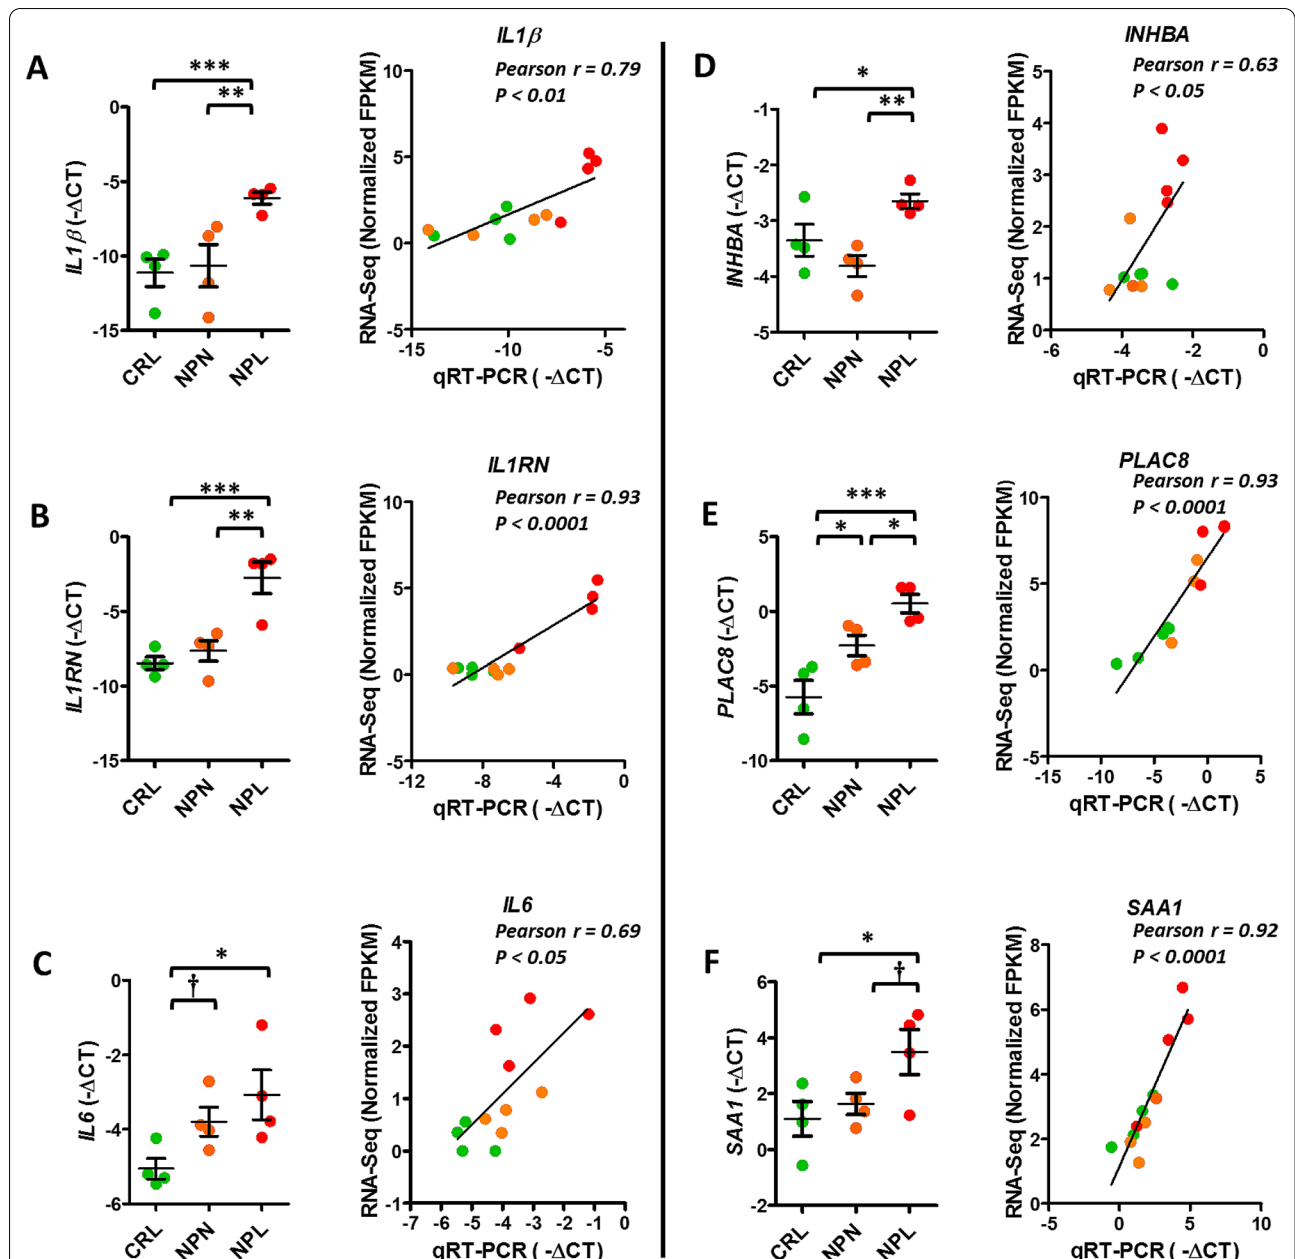 A
***
**
IL1β (-ΔCT)
0
-5
-10
-15
CRL NPN NPL
IL1β
Pearson r = 0.79
P < 0.01
RNA-Seq (Normalized FPKM)
10
5
0
-5
-15 -10 -5
qRT-PCR ( -ΔCT)
B
***
**
IL1RN (-ΔCT)
0
-5
-10
-15
CRL NPN NPL
IL1RN
Pearson r = 0.93
P < 0.0001
RNA-Seq (Normalized FPKM)
10
5
0
-5
-12 -8 -4 0
qRT-PCR ( -ΔCT)
C
*
†
IL6 (-ΔCT)
0
-2
-4
-6
CRL NPN NPL
IL6
Pearson r = 0.69
P < 0.05
RNA-Seq (Normalized FPKM)
4
3
2
1
0
-1
-7 -6 -5 -4 -3 -2 -1 0
qRT-PCR ( -ΔCT)
D
*
**
INHBA (-ΔCT)
-1
-2
-3
-4
-5
CRL NPN NPL
INHBA
Pearson r = 0.63
P < 0.05
RNA-Seq (Normalized FPKM)
5
4
3
2
1
0
-6 -4 -2 0
qRT-PCR ( -ΔCT)
E
***
* *
PLAC8 (-ΔCT)
5
0
-5
-10
CRL NPN NPL
PLAC8
Pearson r = 0.93
P < 0.0001
RNA-Seq (Normalized FPKM)
10
5
0
-5
-15 -10 -5 0 5
qRT-PCR ( -ΔCT)
F
*
†
SAA1 (-ΔCT)
6
4
2
0
-2
CRL NPN NPL
SAA1
Pearson r = 0.92
P < 0.0001
RNA-Seq (Normalized FPKM)
8
6
4
2
0
-5 0 5 10
qRT-PCR ( -ΔCT)